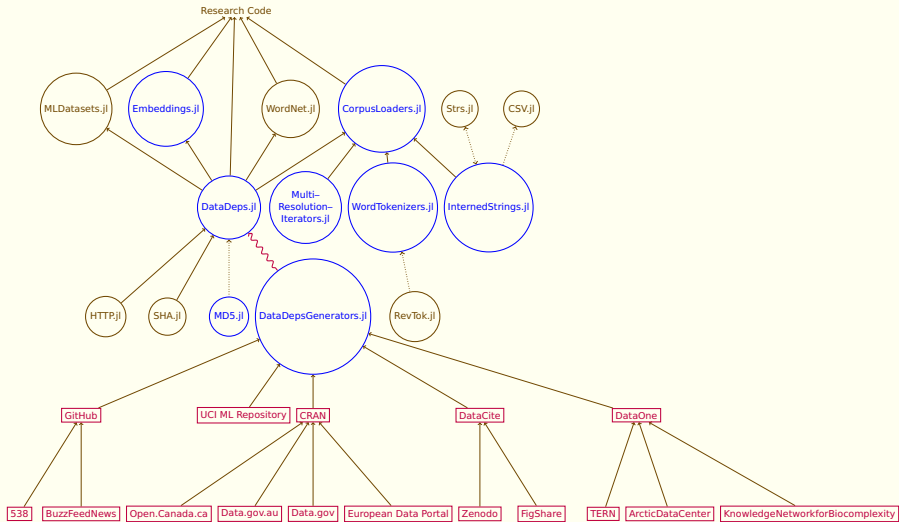 Research Code
MLDatasets.jl
Embeddings.jl
WordNet.jl
CorpusLoaders.jl
Strs.jl
CSV.jl
DataDeps.jl
Multi–
Resolution–
Iterators.jl
WordTokenizers.jl
InternedStrings.jl
HTTP.jl
SHA.jl
MD5.jl
DataDepsGenerators.jl
RevTok.jl
GitHub
UCI ML Repository
CRAN
DataCite
DataOne
538
BuzzFeedNews
Open.Canada.ca
Data.gov.au
Data.gov
European Data Portal
Zenodo
FigShare
TERN
ArcticDataCenter
KnowledgeNetworkforBiocomplexity